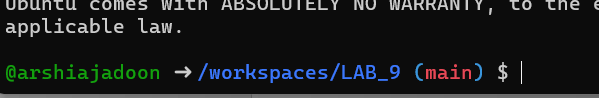 Ubuntu comes with ABSOLUTELY NO WARRANTY, to the
applicable law.
@arshiajadoon ➜ /workspaces/LAB_9 (main) $